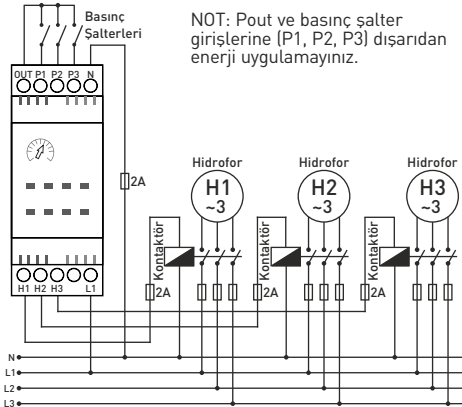 Basınç
Şalterleri
NOT: Pout ve basınç şalter
girişlerine (P1, P2, P3) dışarıdan
enerji uygulamayınız.
OUT P1 P2 P3 N
2A
Hidrofor Hidrofor Hidrofor
H1 H2 H3
~3 ~3 ~3
Kontaktör Kontaktör Kontaktör
2A 2A 2A
H1 H2 H3 L1
N
L1
L2
L3